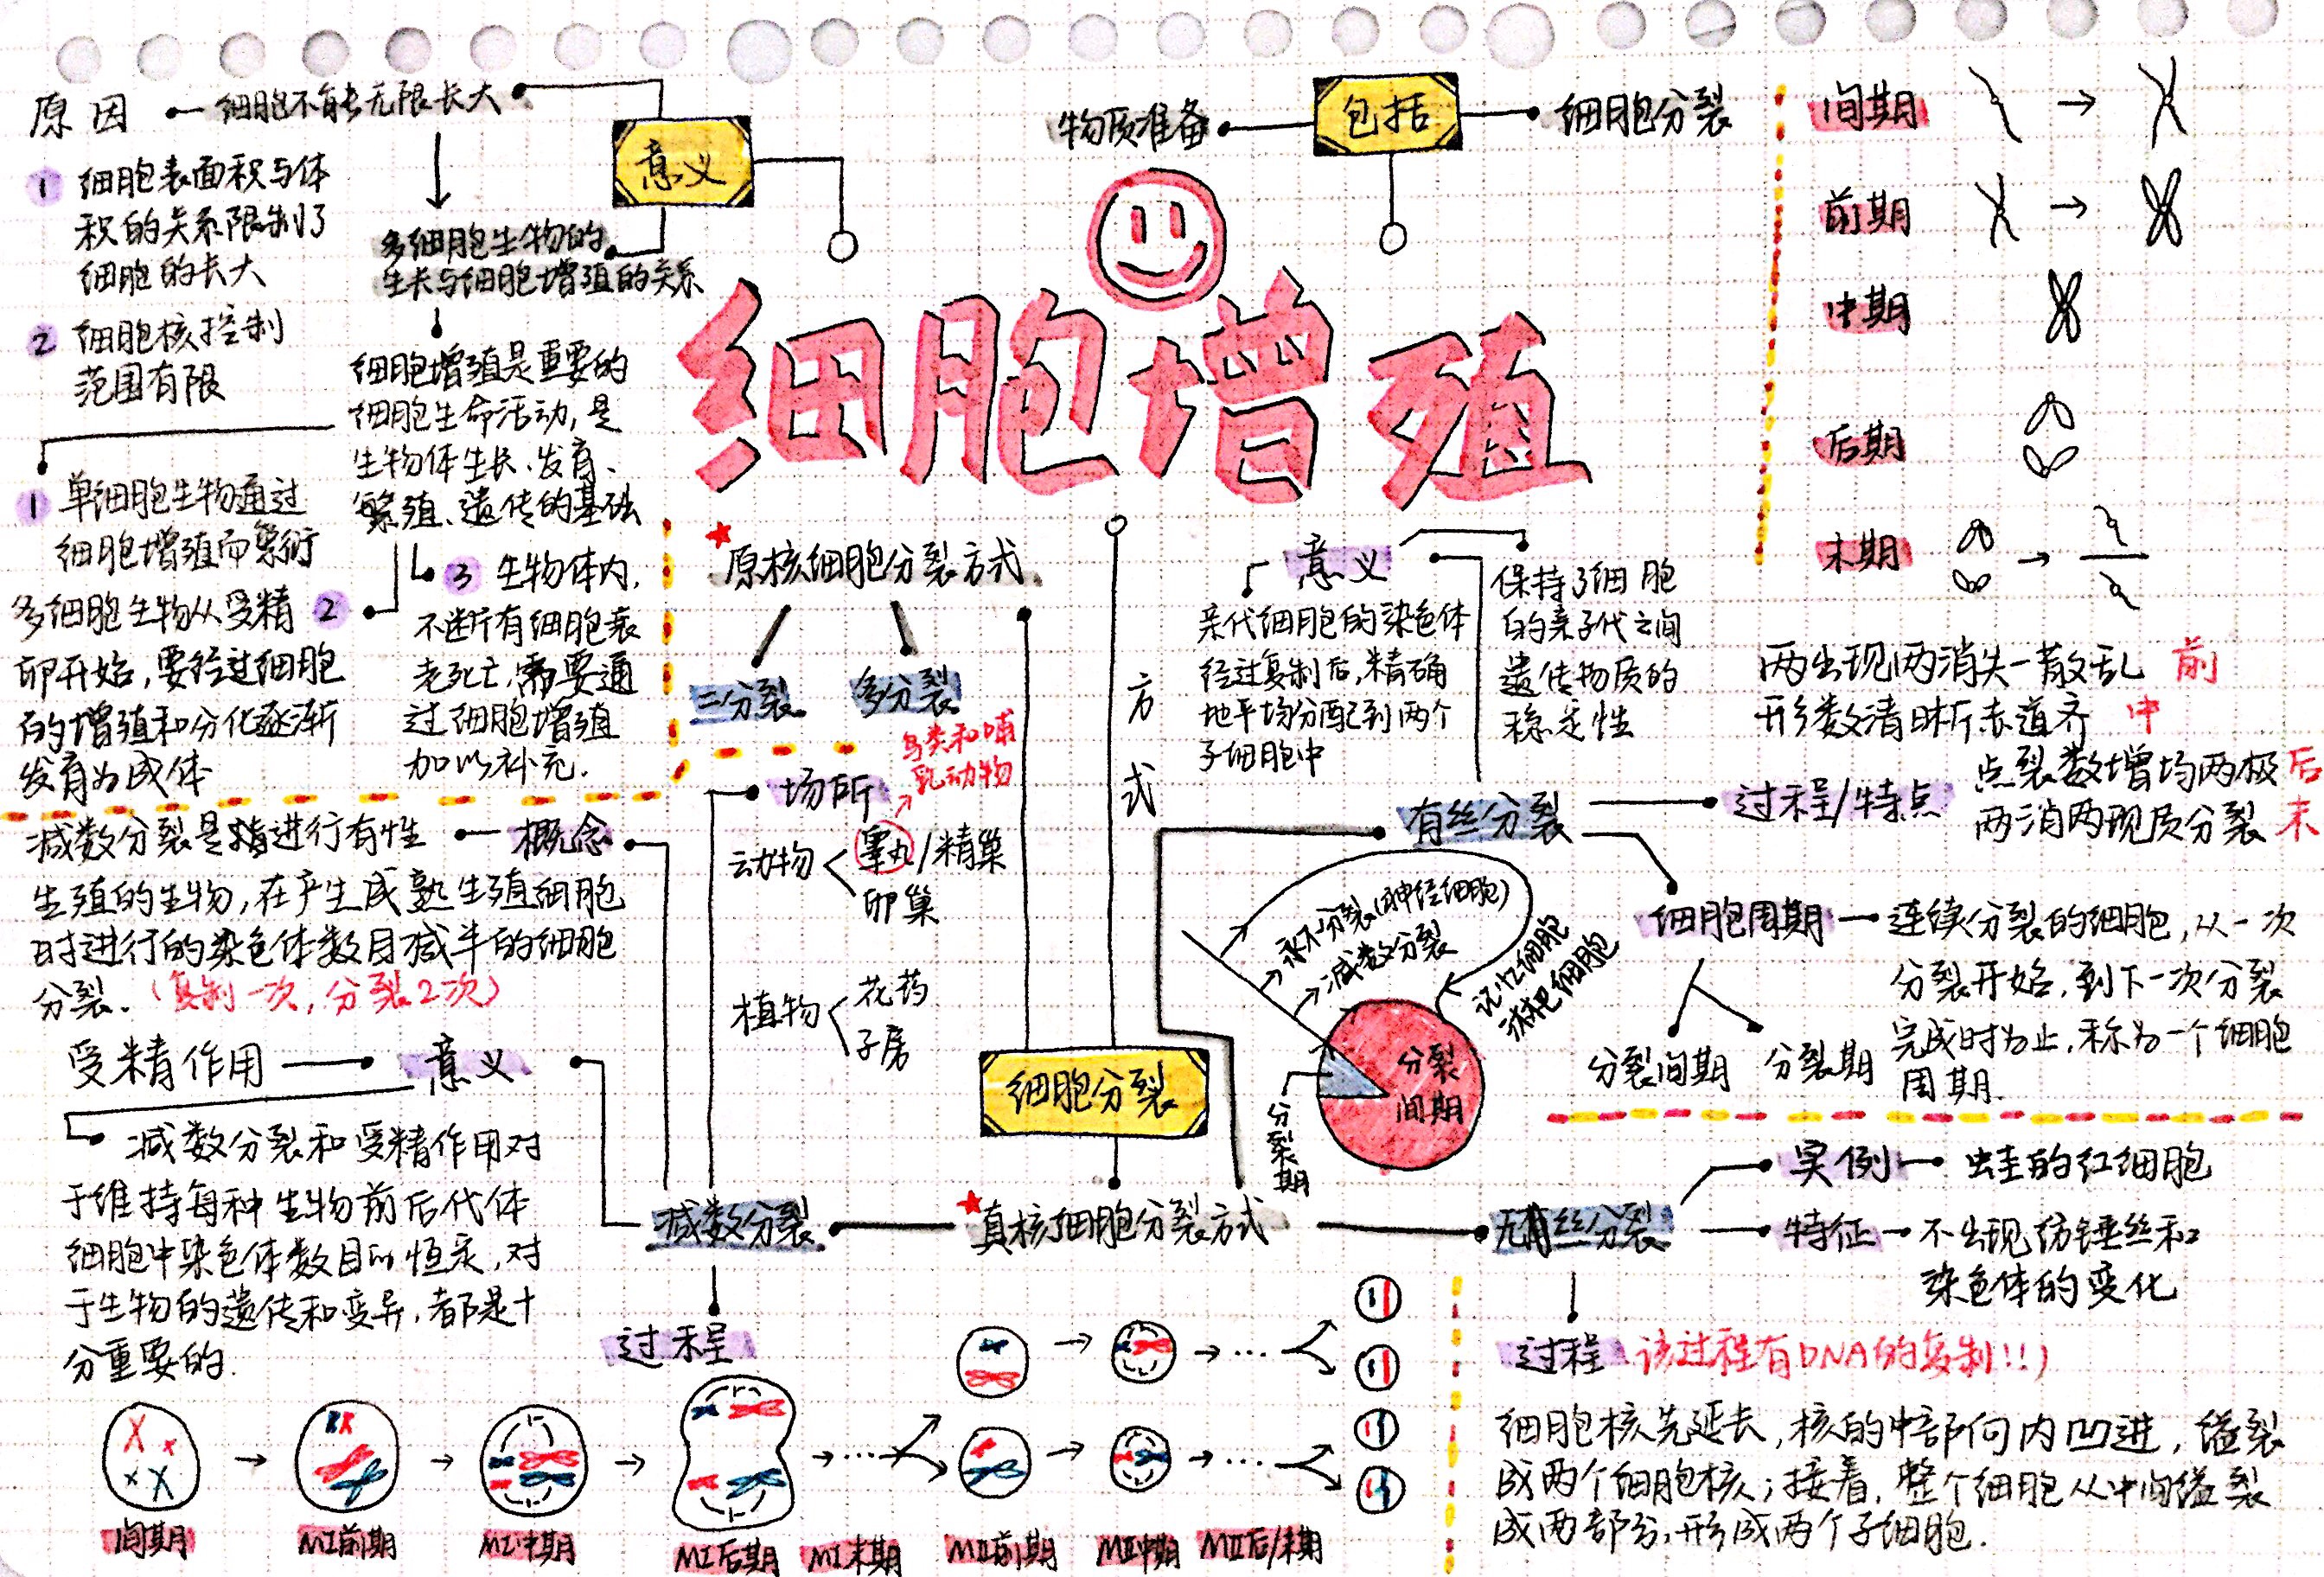 原因
细胞不能无限长大
意义
1 细胞表面积与体
积的关系限制了
细胞的长大
2 细胞核控制
范围有限
多细胞生物的
生长与细胞增殖的关系
细胞增殖是重要的
细胞生命活动,是
生物体生长、发育、
繁殖、遗传的基础
1 单细胞生物通过
细胞增殖而繁衍
多细胞生物从受精 2
卵开始,要经过细胞
的增殖和分化逐渐
发育为成体
3 生物体内,
不断有细胞衰
老死亡,需要通
过细胞增殖
加以补充.
物质准备
包括
细胞分裂
细胞增殖
间期
前期
中期
后期
末期
原核细胞分裂方式
二分裂
多分裂
方式
意义
亲代细胞的染色体
经过复制后,精确
地平均分配到两个
子细胞中
保持了细胞
的亲子代之间
遗传物质的
稳定性
两出现两消失一散乱 前
形数清晰赤道齐 中
点裂数增均两极 后
两消两现质分裂 末
有丝分裂
过程/特点
细胞周期
连续分裂的细胞,从一次
分裂开始,到下一次分裂
完成时为止,称为一个细胞
周期.
分裂间期
分裂期
永不分裂(因神经细胞)
减数分裂
记忆细胞
淋巴细胞
分裂
间期
分裂期
场所
鸟类和哺
乳动物
动物
睾丸/精巢
卵巢
植物
花药
子房
概念
减数分裂是指进行有性
生殖的生物,在产生成熟生殖细胞
时进行的染色体数目减半的细胞
分裂.(复制一次,分裂2次)
受精作用
意义
减数分裂和受精作用对
于维持每种生物前后代体
细胞中染色体数目的恒定,对
于生物的遗传和变异,都是十
分重要的.
细胞分裂
减数分裂
真核细胞分裂方式
无丝分裂
实例
蛙的红细胞
特征
不出现纺锤丝和
染色体的变化
过程 该过程有DNA的复制!!)
细胞核先延长,核的中部向内凹进,缢裂
成两个细胞核;接着,整个细胞从中间缢裂
成两部分,形成两个子细胞.
过程
间期
MI前期
MI中期
MI后期
MI末期
MII前期
MII中期
MII后/末期